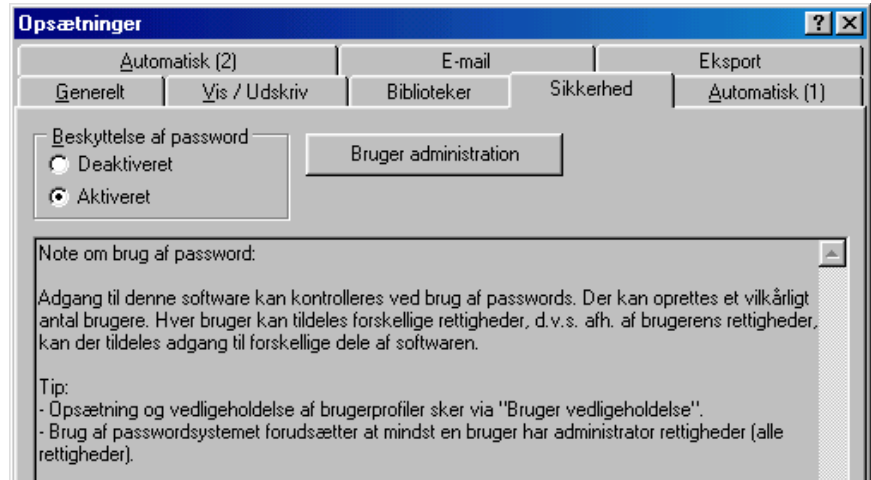 Opsætninger
Automatisk (2)
E-mail
Eksport
Generelt
Vis / Udskriv
Biblioteker
Sikkerhed
Automatisk (1)
Beskyttelse af password
Deaktiveret
Aktiveret
Bruger administration
Note om brug af password:
Adgang til denne software kan kontrolleres ved brug af passwords. Der kan oprettes et vilkårligt
antal brugere. Hver bruger kan tildeles forskellige rettigheder, d.v.s. afh. af brugerens rettigheder,
kan der tildeles adgang til forskellige dele af softwaren.
Tip:
- Opsætning og vedligeholdelse af brugerprofiler sker via "Bruger vedligeholdelse".
- Brug af passwordsystemet forudsætter at mindst en bruger har administrator rettigheder (alle
rettigheder).